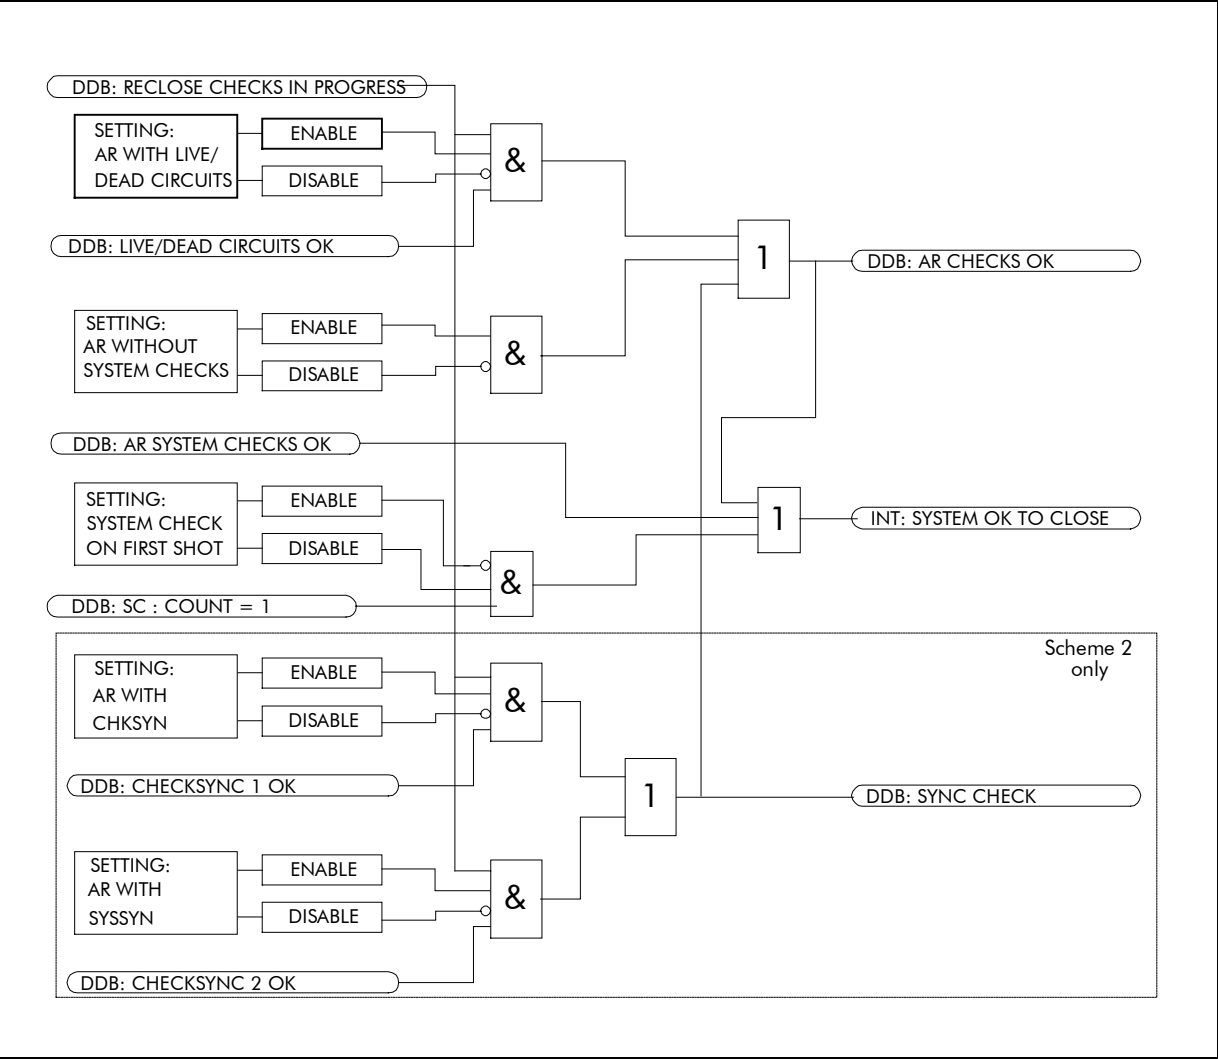 DDB: RECLOSE CHECKS IN PROGRESS
SETTING:
AR WITH LIVE/
DEAD CIRCUITS
ENABLE
DISABLE
&
DDB: LIVE/DEAD CIRCUITS OK
1
DDB: AR CHECKS OK
SETTING:
AR WITHOUT
SYSTEM CHECKS
ENABLE
DISABLE
&
DDB: AR SYSTEM CHECKS OK
SETTING:
SYSTEM CHECK
ON FIRST SHOT
ENABLE
DISABLE
&
1
INT: SYSTEM OK TO CLOSE
DDB: SC : COUNT = 1
Scheme 2
only
SETTING:
AR WITH
CHKSYN
ENABLE
DISABLE
&
DDB: CHECKSYNC 1 OK
1
DDB: SYNC CHECK
SETTING:
AR WITH
SYSSYN
ENABLE
DISABLE
&
DDB: CHECKSYNC 2 OK